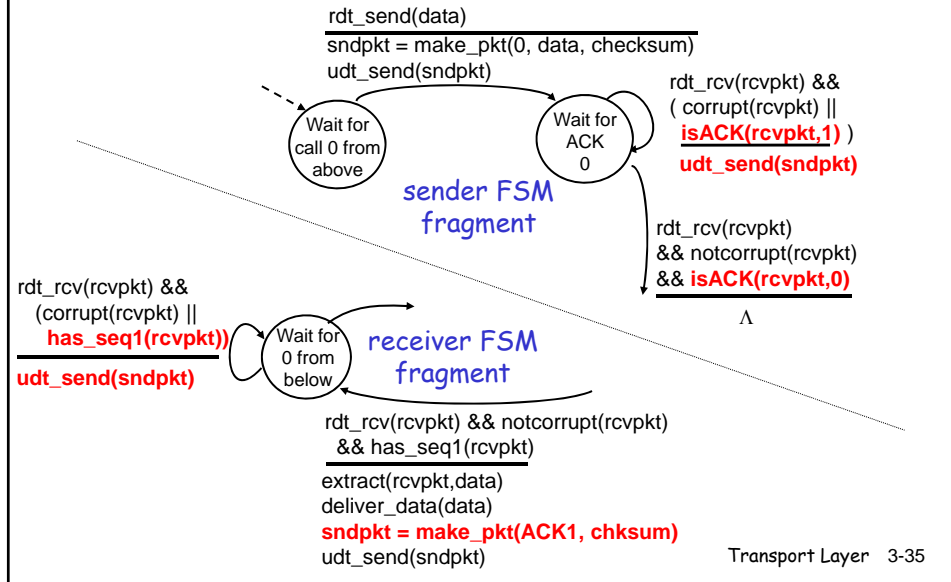 rdt_send(data)
sndpkt = make_pkt(0, data, checksum)
udt_send(sndpkt)
Wait for
call 0 from
above
Wait for
ACK
0
rdt_rcv(rcvpkt) &&
( corrupt(rcvpkt) ||
isACK(rcvpkt,1) )
udt_send(sndpkt)
sender FSM
fragment
rdt_rcv(rcvpkt)
&& notcorrupt(rcvpkt)
&& isACK(rcvpkt,0)
Λ
rdt_rcv(rcvpkt) &&
(corrupt(rcvpkt) ||
has_seq1(rcvpkt))
udt_send(sndpkt)
Wait for
0 from
below
receiver FSM
fragment
rdt_rcv(rcvpkt) && notcorrupt(rcvpkt)
&& has_seq1(rcvpkt)
extract(rcvpkt,data)
deliver_data(data)
sndpkt = make_pkt(ACK1, chksum)
udt_send(sndpkt)
Transport Layer 3-35